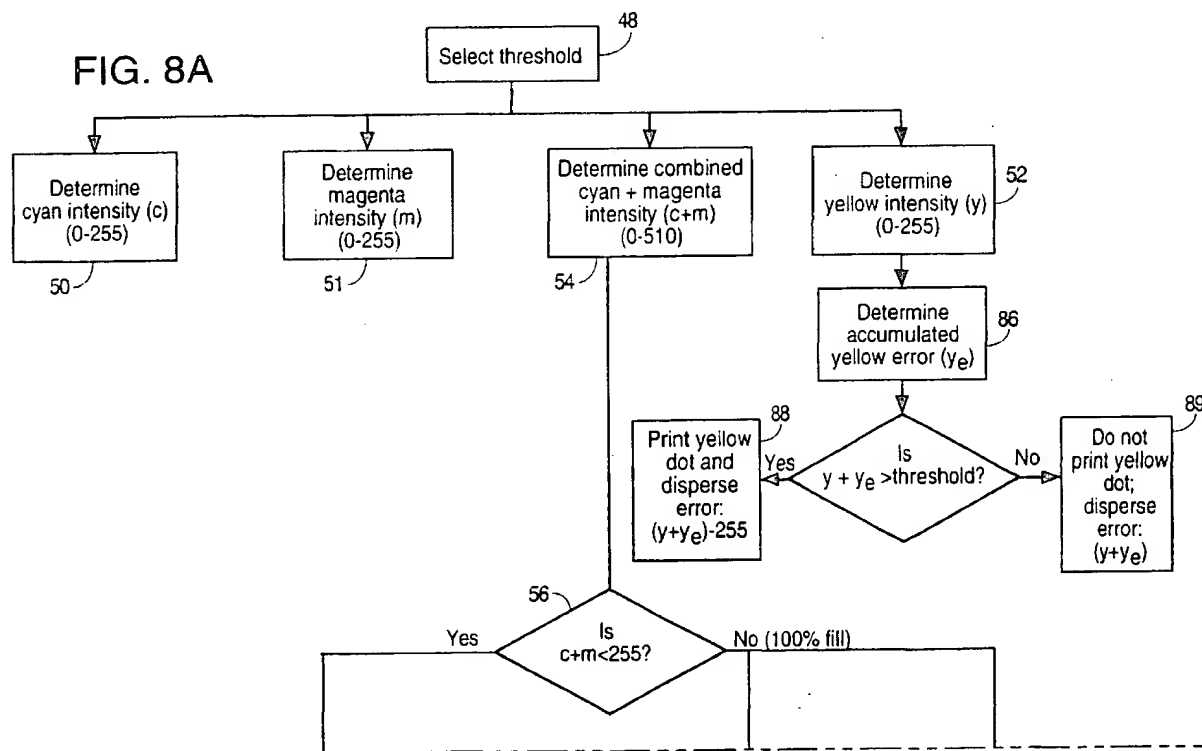 FIG. 8A
48
Select threshold
Determine
cyan intensity (c)
(0-255)
50
Determine
magenta
intensity (m)
(0-255)
51
Determine combined
cyan + magenta
intensity (c+m)
(0-510)
54
Determine
yellow intensity (y)
(0-255)
52
Determine
accumulated
yellow error (ye)
86
88
Print yellow
dot and
disperse
error:
(y+ye)-255
Yes
Is
y + ye >threshold?
No
89
Do not
print yellow
dot;
disperse
error:
(y+ye)
56
Yes
Is
c+m<255?
No (100% fill)